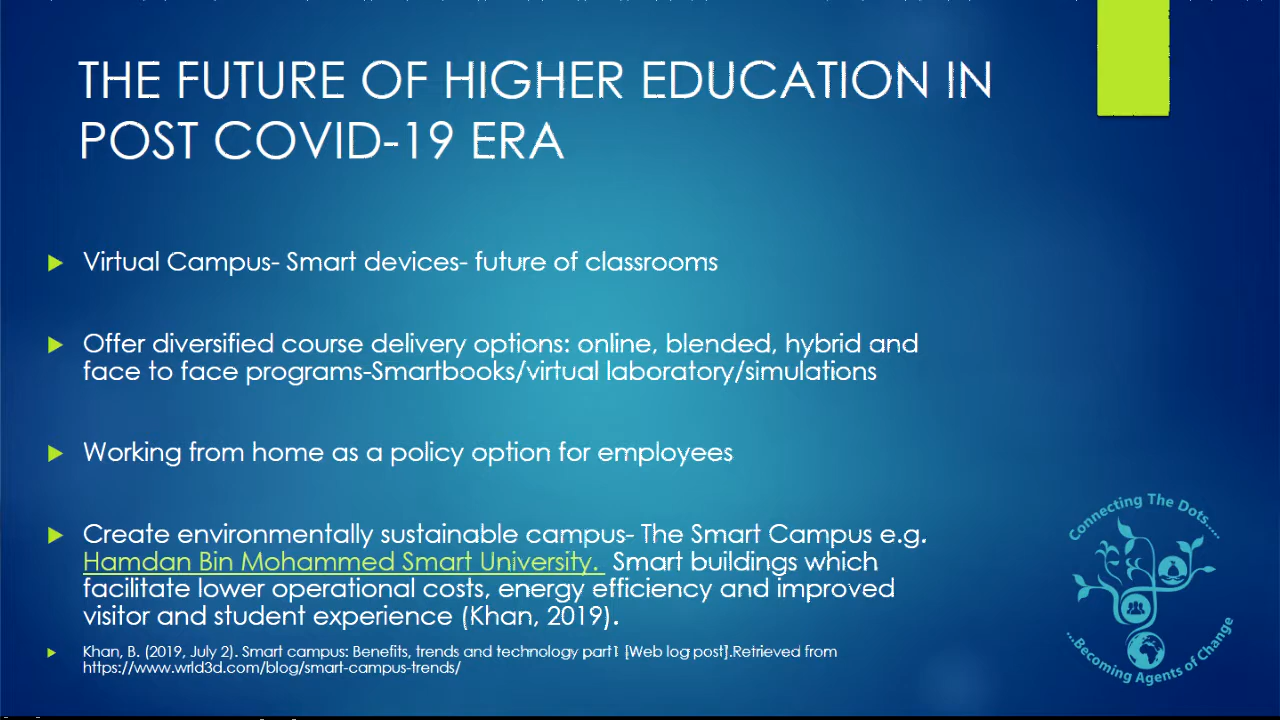 THE FUTURE OF HIGHER EDUCATION IN
POST COVID-19 ERA
Virtual Campus- Smart devices- future of classrooms
Offer diversified course delivery options: online, blended, hybrid and
face to face programs-Smartbooks/virtual laboratory/simulations
Working from home as a policy option for employees
Create environmentally sustainable campus- The Smart Campus e.g.
Hamdan Bin Mohammed Smart University. Smart buildings which
facilitate lower operational costs, energy efficiency and improved
visitor and student experience (Khan, 2019).
Khan, B. (2019, July 2). Smart campus: Benefits, trends and technology part1 [Web log post].Retrieved from
https://www.wrld3d.com/blog/smart-campus-trends/
Connecting The Dots....
...Becoming Agents of Change